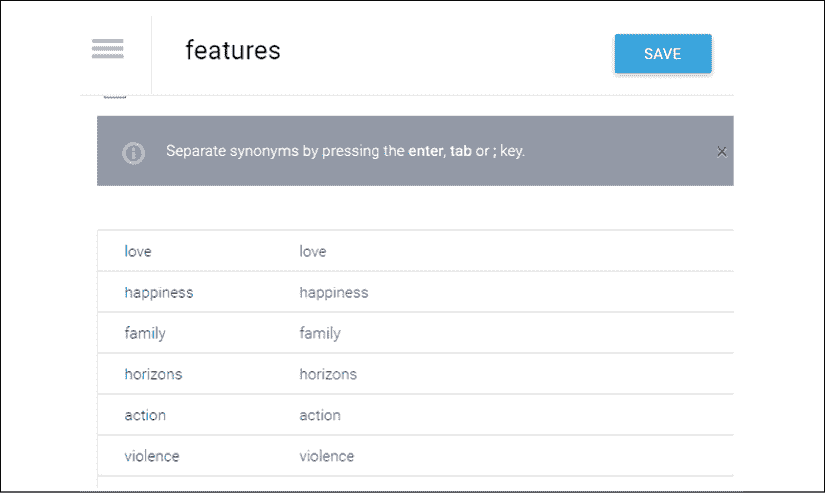 features
SAVE
Separate synonyms by pressing the enter, tab or ; key.
X
love love
happiness happiness
family family
horizons horizons
action action
violence violence